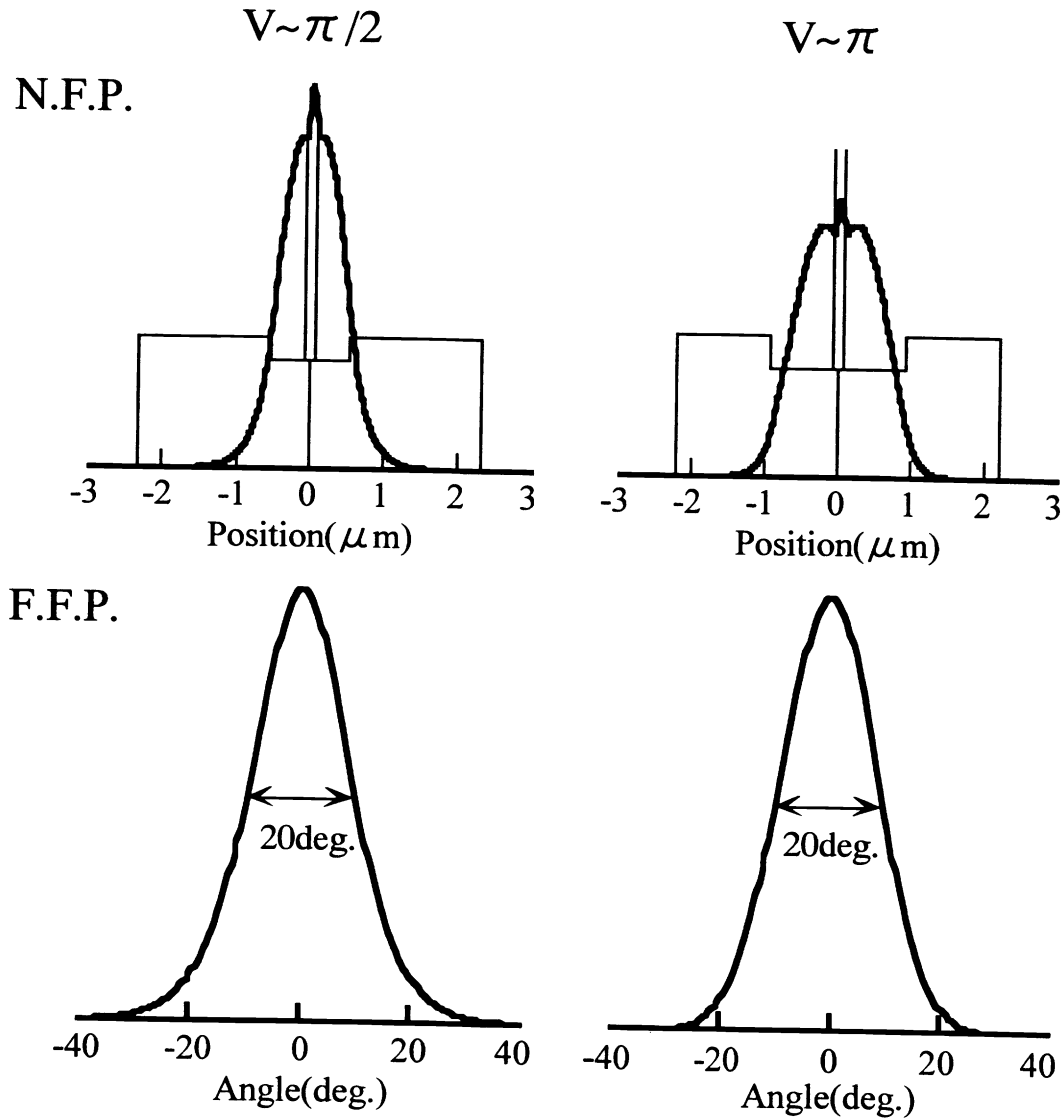 V~π/2
V~π
N.F.P.
-3 -2 -1 0 1 2 3
Position(μm)
-3 -2 -1 0 1 2 3
Position(μm)
F.F.P.
20deg.
20deg.
-40 -20 0 20 40
Angle(deg.)
-40 -20 0 20 40
Angle(deg.)